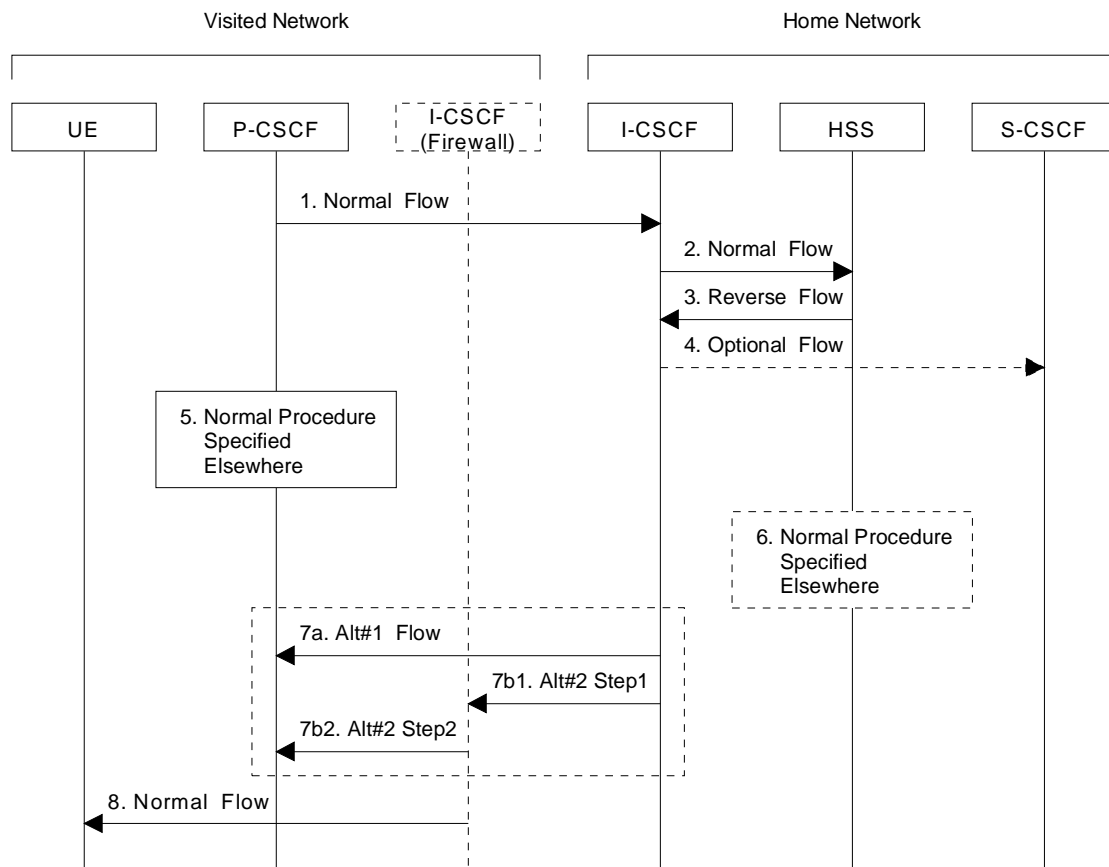 Visited Network
Home Network
UE
P-CSCF
I-CSCF
(Firewall)
I-CSCF
HSS
S-CSCF
1. Normal Flow
2. Normal Flow
3. Reverse Flow
4. Optional Flow
5. Normal Procedure
Specified
Elsewhere
6. Normal Procedure
Specified
Elsewhere
7a. Alt#1 Flow
7b1. Alt#2 Step1
7b2. Alt#2 Step2
8. Normal Flow